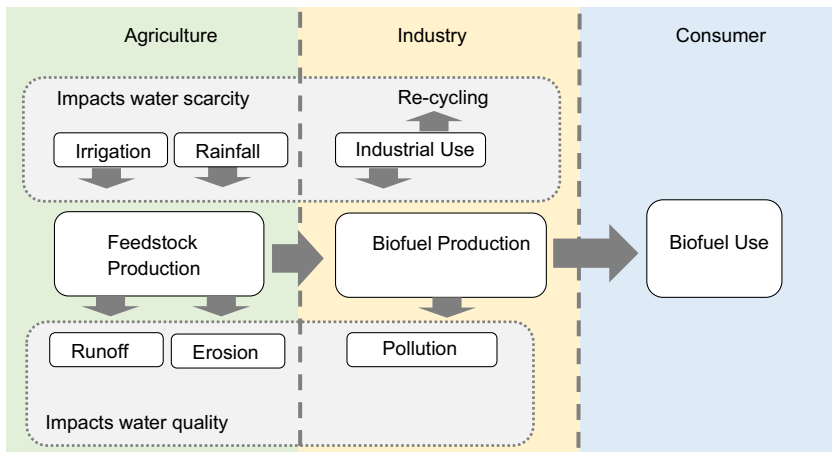 Agriculture
Industry
Consumer
Impacts water scarcity
Re-cycling
Irrigation
Rainfall
Industrial Use
Feedstock
Production
Biofuel Production
Biofuel Use
Runoff
Erosion
Pollution
Impacts water quality